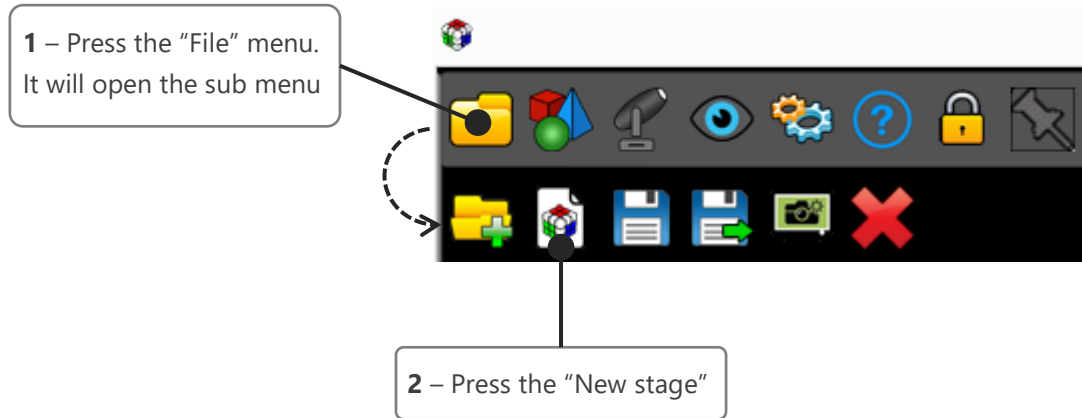 1 – Press the “File” menu.
It will open the sub menu
2 – Press the “New stage”